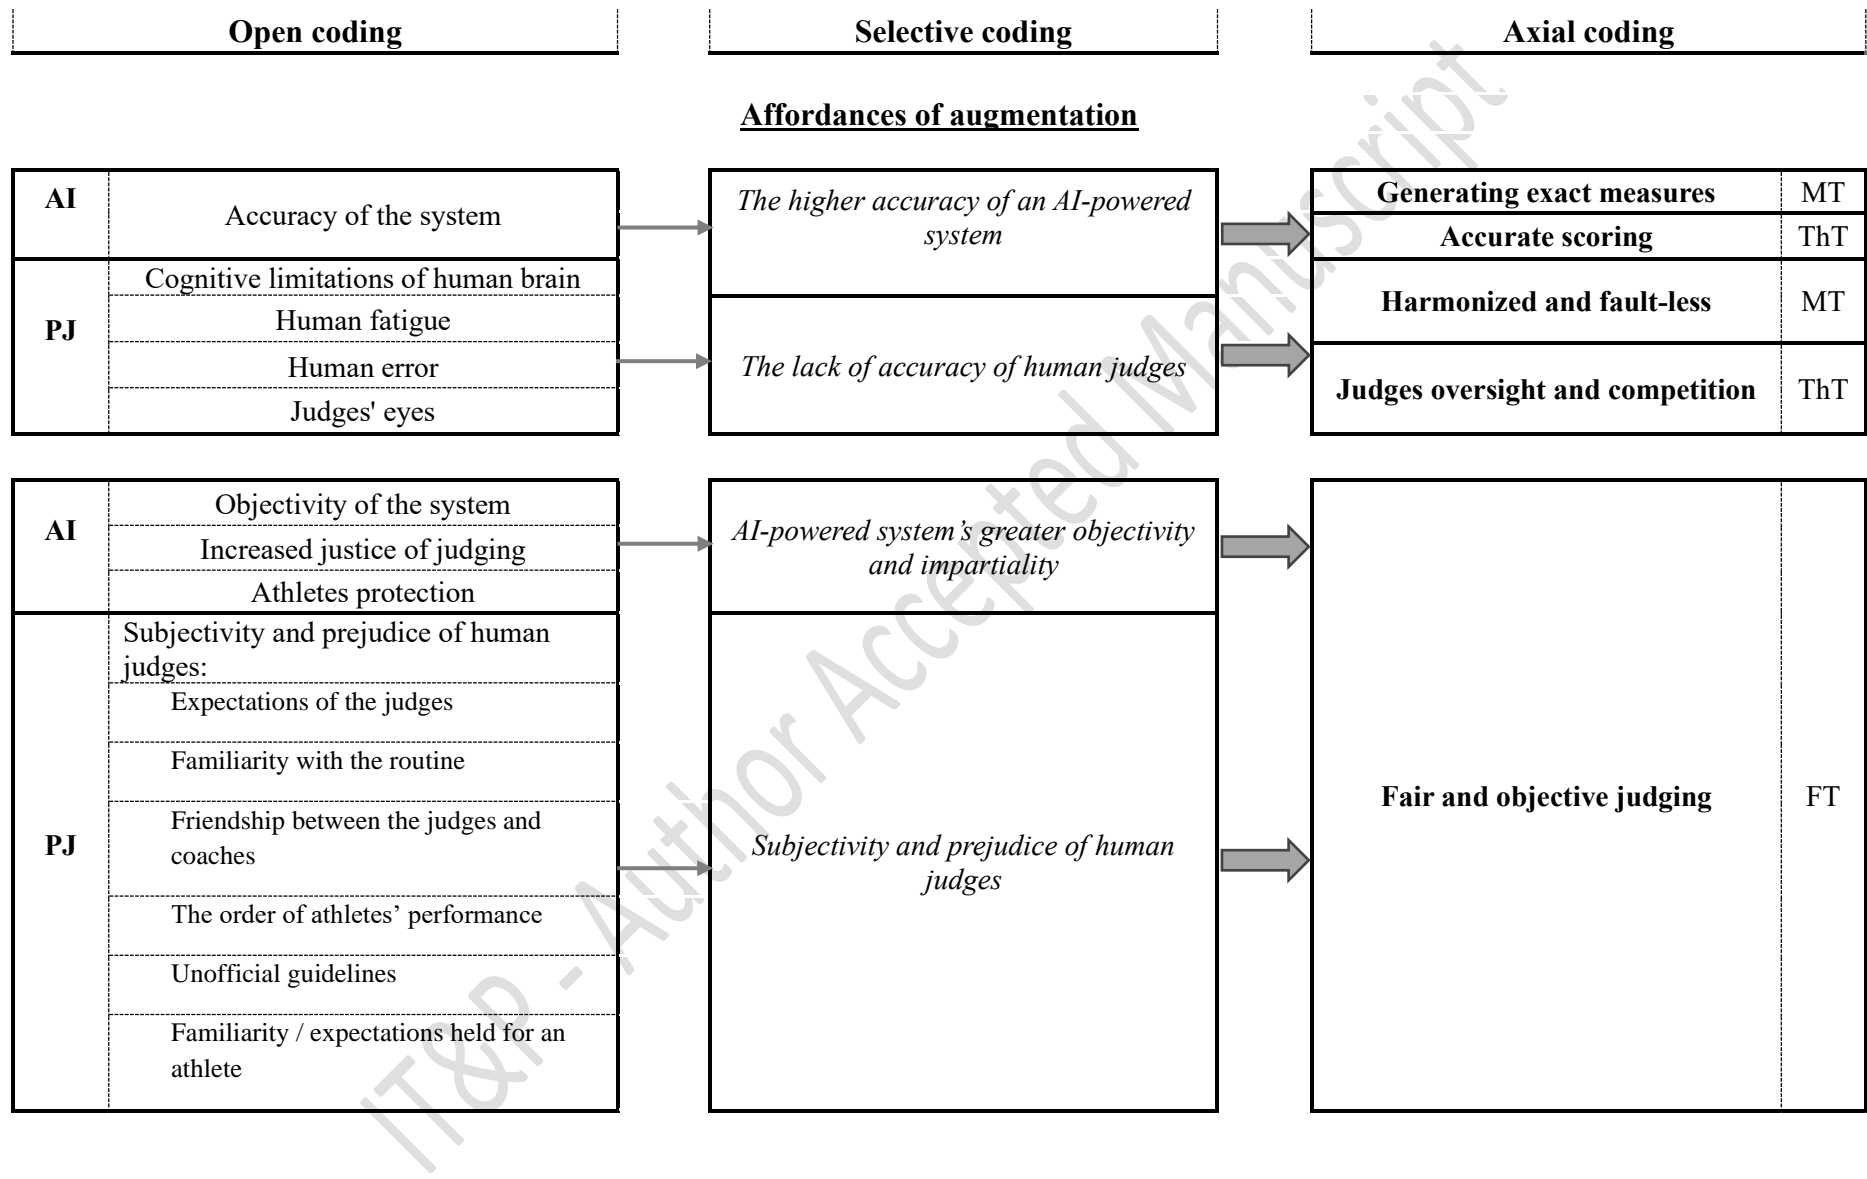 Open coding
Selective coding
Axial coding
Affordances of augmentation
AI
Accuracy of the system
The higher accuracy of an AI-powered
system
Generating exact measures
MT
Accurate scoring
ThT
PJ
Cognitive limitations of human brain
Human fatigue
Human error
Judges' eyes
The lack of accuracy of human judges
Harmonized and fault-less
MT
Judges oversight and competition
ThT
AI
Objectivity of the system
Increased justice of judging
Athletes protection
AI-powered system’s greater objectivity
and impartiality
PJ
Subjectivity and prejudice of human
judges:
Expectations of the judges
Familiarity with the routine
Friendship between the judges and
coaches
The order of athletes’ performance
Unofficial guidelines
Familiarity / expectations held for an
athlete
Subjectivity and prejudice of human
judges
Fair and objective judging
FT
IT&P - Author Accepted Manuscript